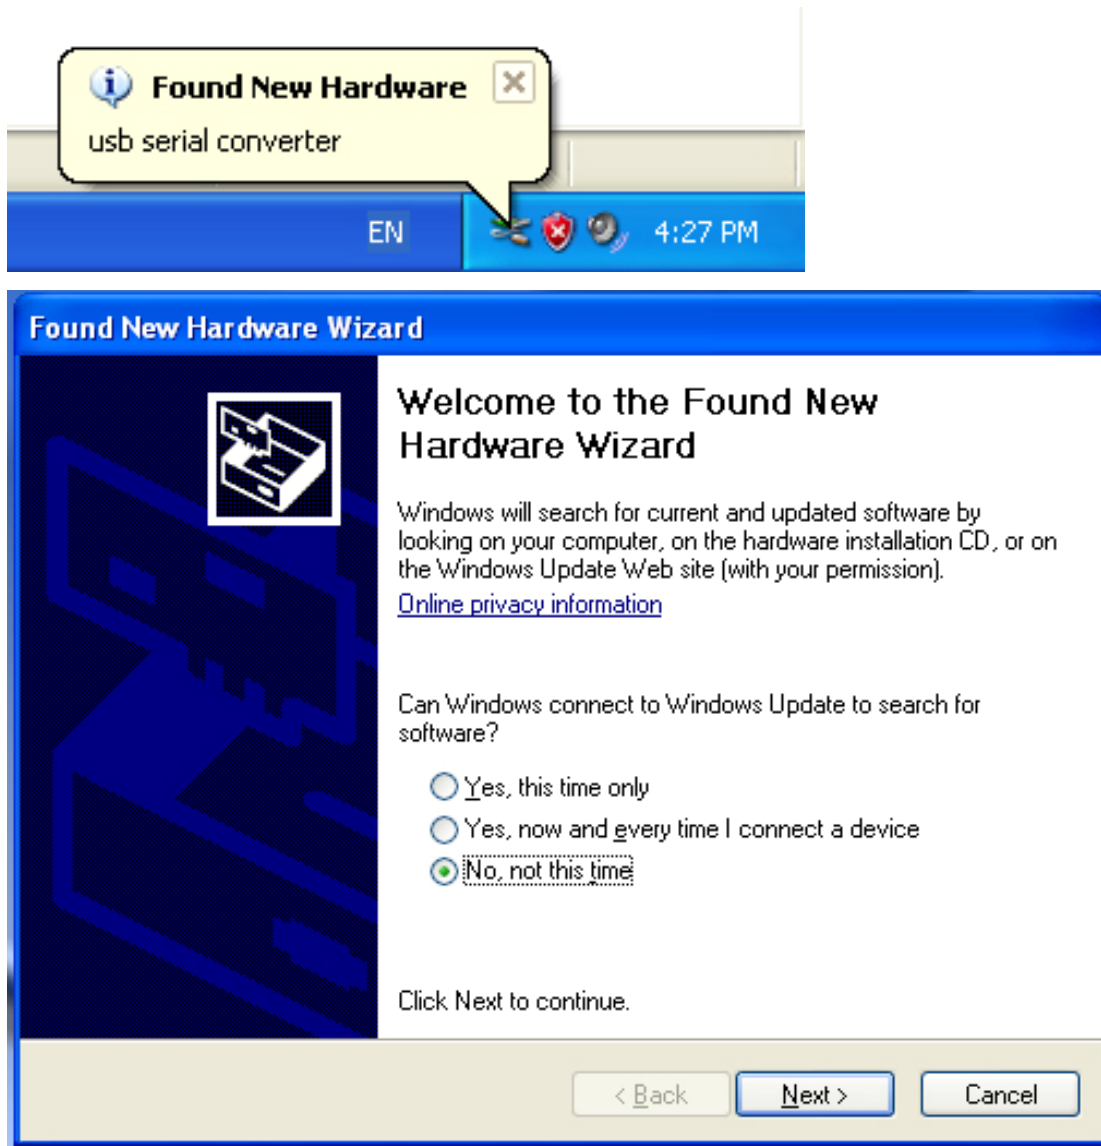 Found New Hardware
usb serial converter
EN
4:27 PM
Found New Hardware Wizard
Welcome to the Found New
Hardware Wizard
Windows will search for current and updated software by
looking on your computer, on the hardware installation CD, or on
the Windows Update Web site (with your permission).
Online privacy information
Can Windows connect to Windows Update to search for
software?
Yes, this time only
Yes, now and every time I connect a device
No, not this time
Click Next to continue.
< Back
Next >
Cancel